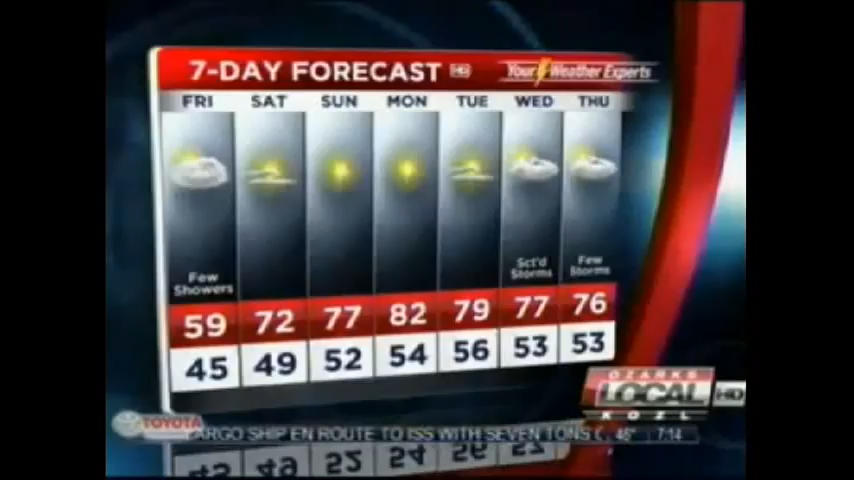 7-DAY FORECAST HD Your Weather Experts
FRI SAT SUN MON TUE WED THU
Few Showers
Sct'd Storms
Few Storms
59 72 77 82 79 77 76
45 49 52 54 56 53 53
OZARKS
LOCAL HD
KOZL
TOYOTA
CARGO SHIP EN ROUTE TO ISS WITH SEVEN TONS 46° 7:14